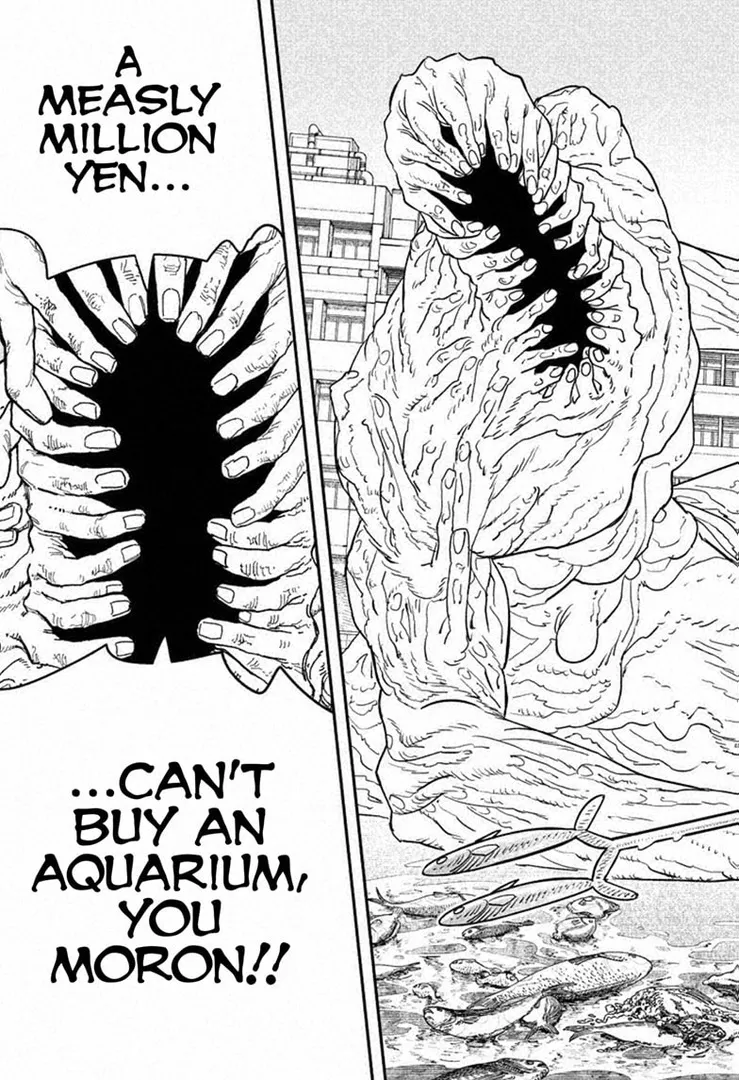 A
MEASLY
MILLION
YEN...
...CAN'T
BUY AN
AQUARIUM,
YOU
MORON!!